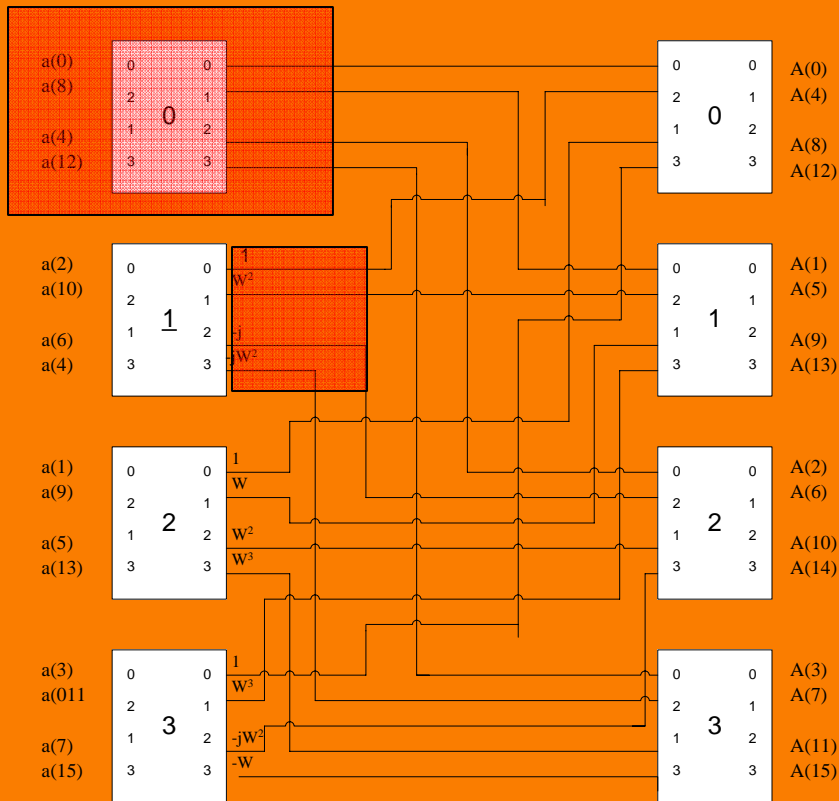 a(0) 0 0
a(8) 2 1
0
a(4) 1 2
a(12) 3 3
0 0 A(0)
2 1 A(4)
0
1 2 A(8)
3 3 A(12)
a(2) 0 0 1
a(10) 2 1 W²
1
a(6) 1 2 -j
a(4) 3 3 -jW²
0 0 A(1)
2 1 A(5)
1
1 2 A(9)
3 3 A(13)
a(1) 0 0 1
a(9) 2 1 W
2
a(5) 1 2 W²
a(13) 3 3 W³
0 0 A(2)
2 1 A(6)
2
1 2 A(10)
3 3 A(14)
a(3) 0 0 1
a(011 2 1 W³
3
a(7) 1 2 -jW²
a(15) 3 3 -W
0 0 A(3)
2 1 A(7)
3
1 2 A(11)
3 3 A(15)